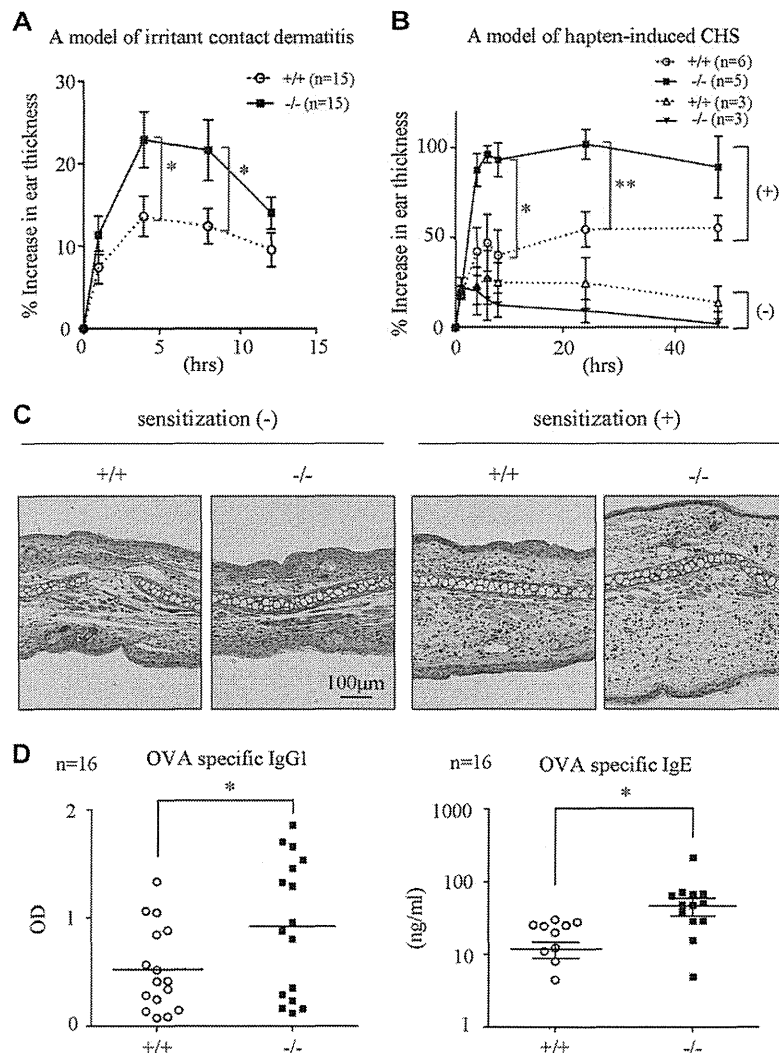 A
A model of irritant contact dermatitis
+/+ (n=15)
-/- (n=15)
% Increase in ear thickness
30
20
10
0
* *
0 5 10 15
(hrs)
B
A model of hapten-induced CHS
+/+ (n=6)
-/- (n=5)
+/+ (n=3)
-/- (n=3)
% Increase in ear thickness
100
50
0
* **
(+)
(-)
0 20 40
(hrs)
C
sensitization (-) sensitization (+)
+/+ -/- +/+ -/-
100μm
D
n=16 OVA specific IgG1
*
OD
2
1
0
+/+ -/-
n=16 OVA specific IgE
*
(ng/ml)
1000
100
10
1
+/+ -/-